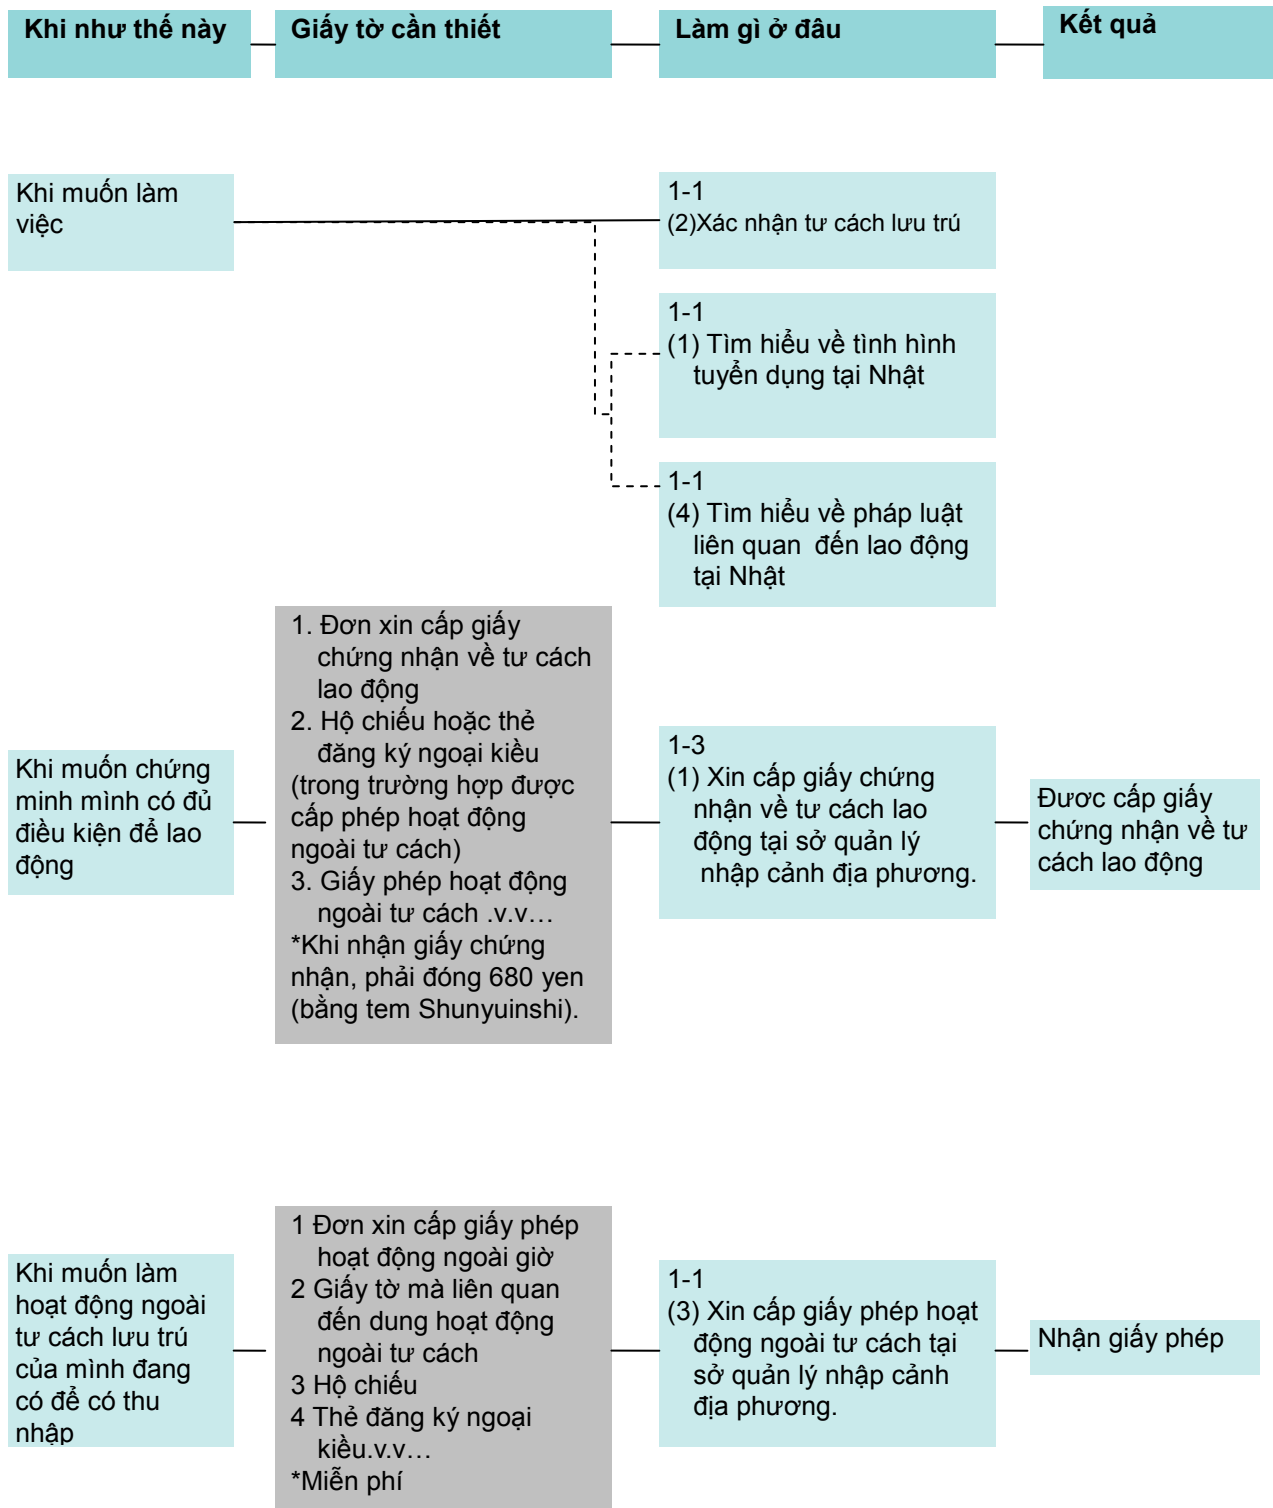 Khi như thế này
Giấy tờ cần thiết
Làm gì ở đâu
Kết quả
Khi muốn làm
việc
1-1
(2)Xác nhận tư cách lưu trú
1-1
(1) Tìm hiểu về tình hình
tuyển dụng tại Nhật
1-1
(4) Tìm hiểu về pháp luật
liên quan đến lao động
tại Nhật
Khi muốn chứng
minh mình có đủ
điều kiện để lao
động
1. Đơn xin cấp giấy
chứng nhận về tư cách
lao động
2. Hộ chiếu hoặc thẻ
đăng ký ngoại kiều
(trong trường hợp được
cấp phép hoạt động
ngoài tư cách)
3. Giấy phép hoạt động
ngoài tư cách .v.v…
*Khi nhận giấy chứng
nhận, phải đóng 680 yen
(bằng tem Shunyuinshi).
1-3
(1) Xin cấp giấy chứng
nhận về tư cách lao
động tại sở quản lý
nhập cảnh địa phương.
Đươc cấp giấy
chứng nhận về tư
cách lao động
Khi muốn làm
hoạt động ngoài
tư cách lưu trú
của mình đang
có để có thu
nhập
1 Đơn xin cấp giấy phép
hoạt động ngoài giờ
2 Giấy tờ mà liên quan
đến dung hoạt động
ngoài tư cách
3 Hộ chiếu
4 Thẻ đăng ký ngoại
kiều.v.v…
*Miễn phí
1-1
(3) Xin cấp giấy phép hoạt
động ngoài tư cách tại
sở quản lý nhập cảnh
địa phương.
Nhận giấy phép